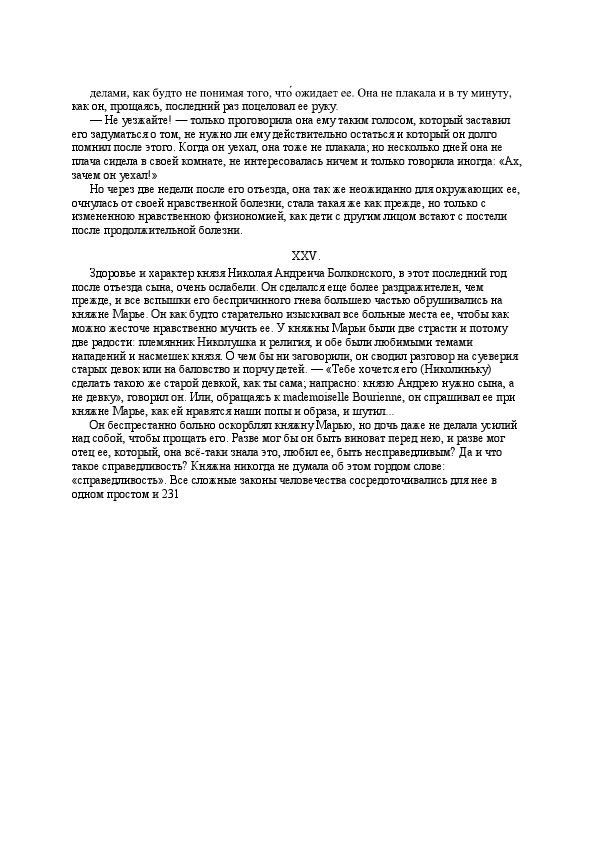 делами, как будто не понимая того, что́ ожидает ее. Она не плакала и в ту минуту,
как он, прощаясь, последний раз поцеловал ее руку.
— Не уезжайте! — только проговорила она ему таким голосом, который заставил
его задуматься о том, не нужно ли ему действительно остаться и который он долго
помнил после этого. Когда он уехал, она тоже не плакала; но несколько дней она не
плача сидела в своей комнате, не интересовалась ничем и только говорила иногда: «Ах,
зачем он уехал!»
Но через две недели после его отъезда, она так же неожиданно для окружающих ее,
очнулась от своей нравственной болезни, стала такая же как прежде, но только с
измененною нравственною физиономией, как дети с другим лицом встают с постели
после продолжительной болезни.
XXV.
Здоровье и характер князя Николая Андреича Болконского, в этот последний год
после отъезда сына, очень ослабели. Он сделался еще более раздражителен, чем
прежде, и все вспышки его беспричинного гнева большею частью обрушивались на
княжне Марье. Он как будто старательно изыскивал все больные места ее, чтобы как
можно жесточе нравственно мучить ее. У княжны Марьи были две страсти и потому
две радости: племянник Николушка и религия, и обе были любимыми темами
нападений и насмешек князя. О чем бы ни заговорили, он сводил разговор на суеверия
старых девок или на баловство и порчу детей. — «Тебе хочется его (Николиньку)
сделать такою же старой девкой, как ты сама; напрасно: князю Андрею нужно сына, а
не девку», говорил он. Или, обращаясь к mademoiselle Bourienne, он спрашивал ее при
княжне Марье, как ей нравятся наши попы и образа, и шутил...
Он беспрестанно больно оскорблял княжну Марью, но дочь даже не делала усилий
над собой, чтобы прощать его. Разве мог бы он быть виноват перед нею, и разве мог
отец ее, который, она всё-таки знала это, любил ее, быть несправедливым? Да и что
такое справедливость? Княжна никогда не думала об этом гордом слове:
«справедливость». Все сложные законы человечества сосредоточивались для нее в
одном простом и 231